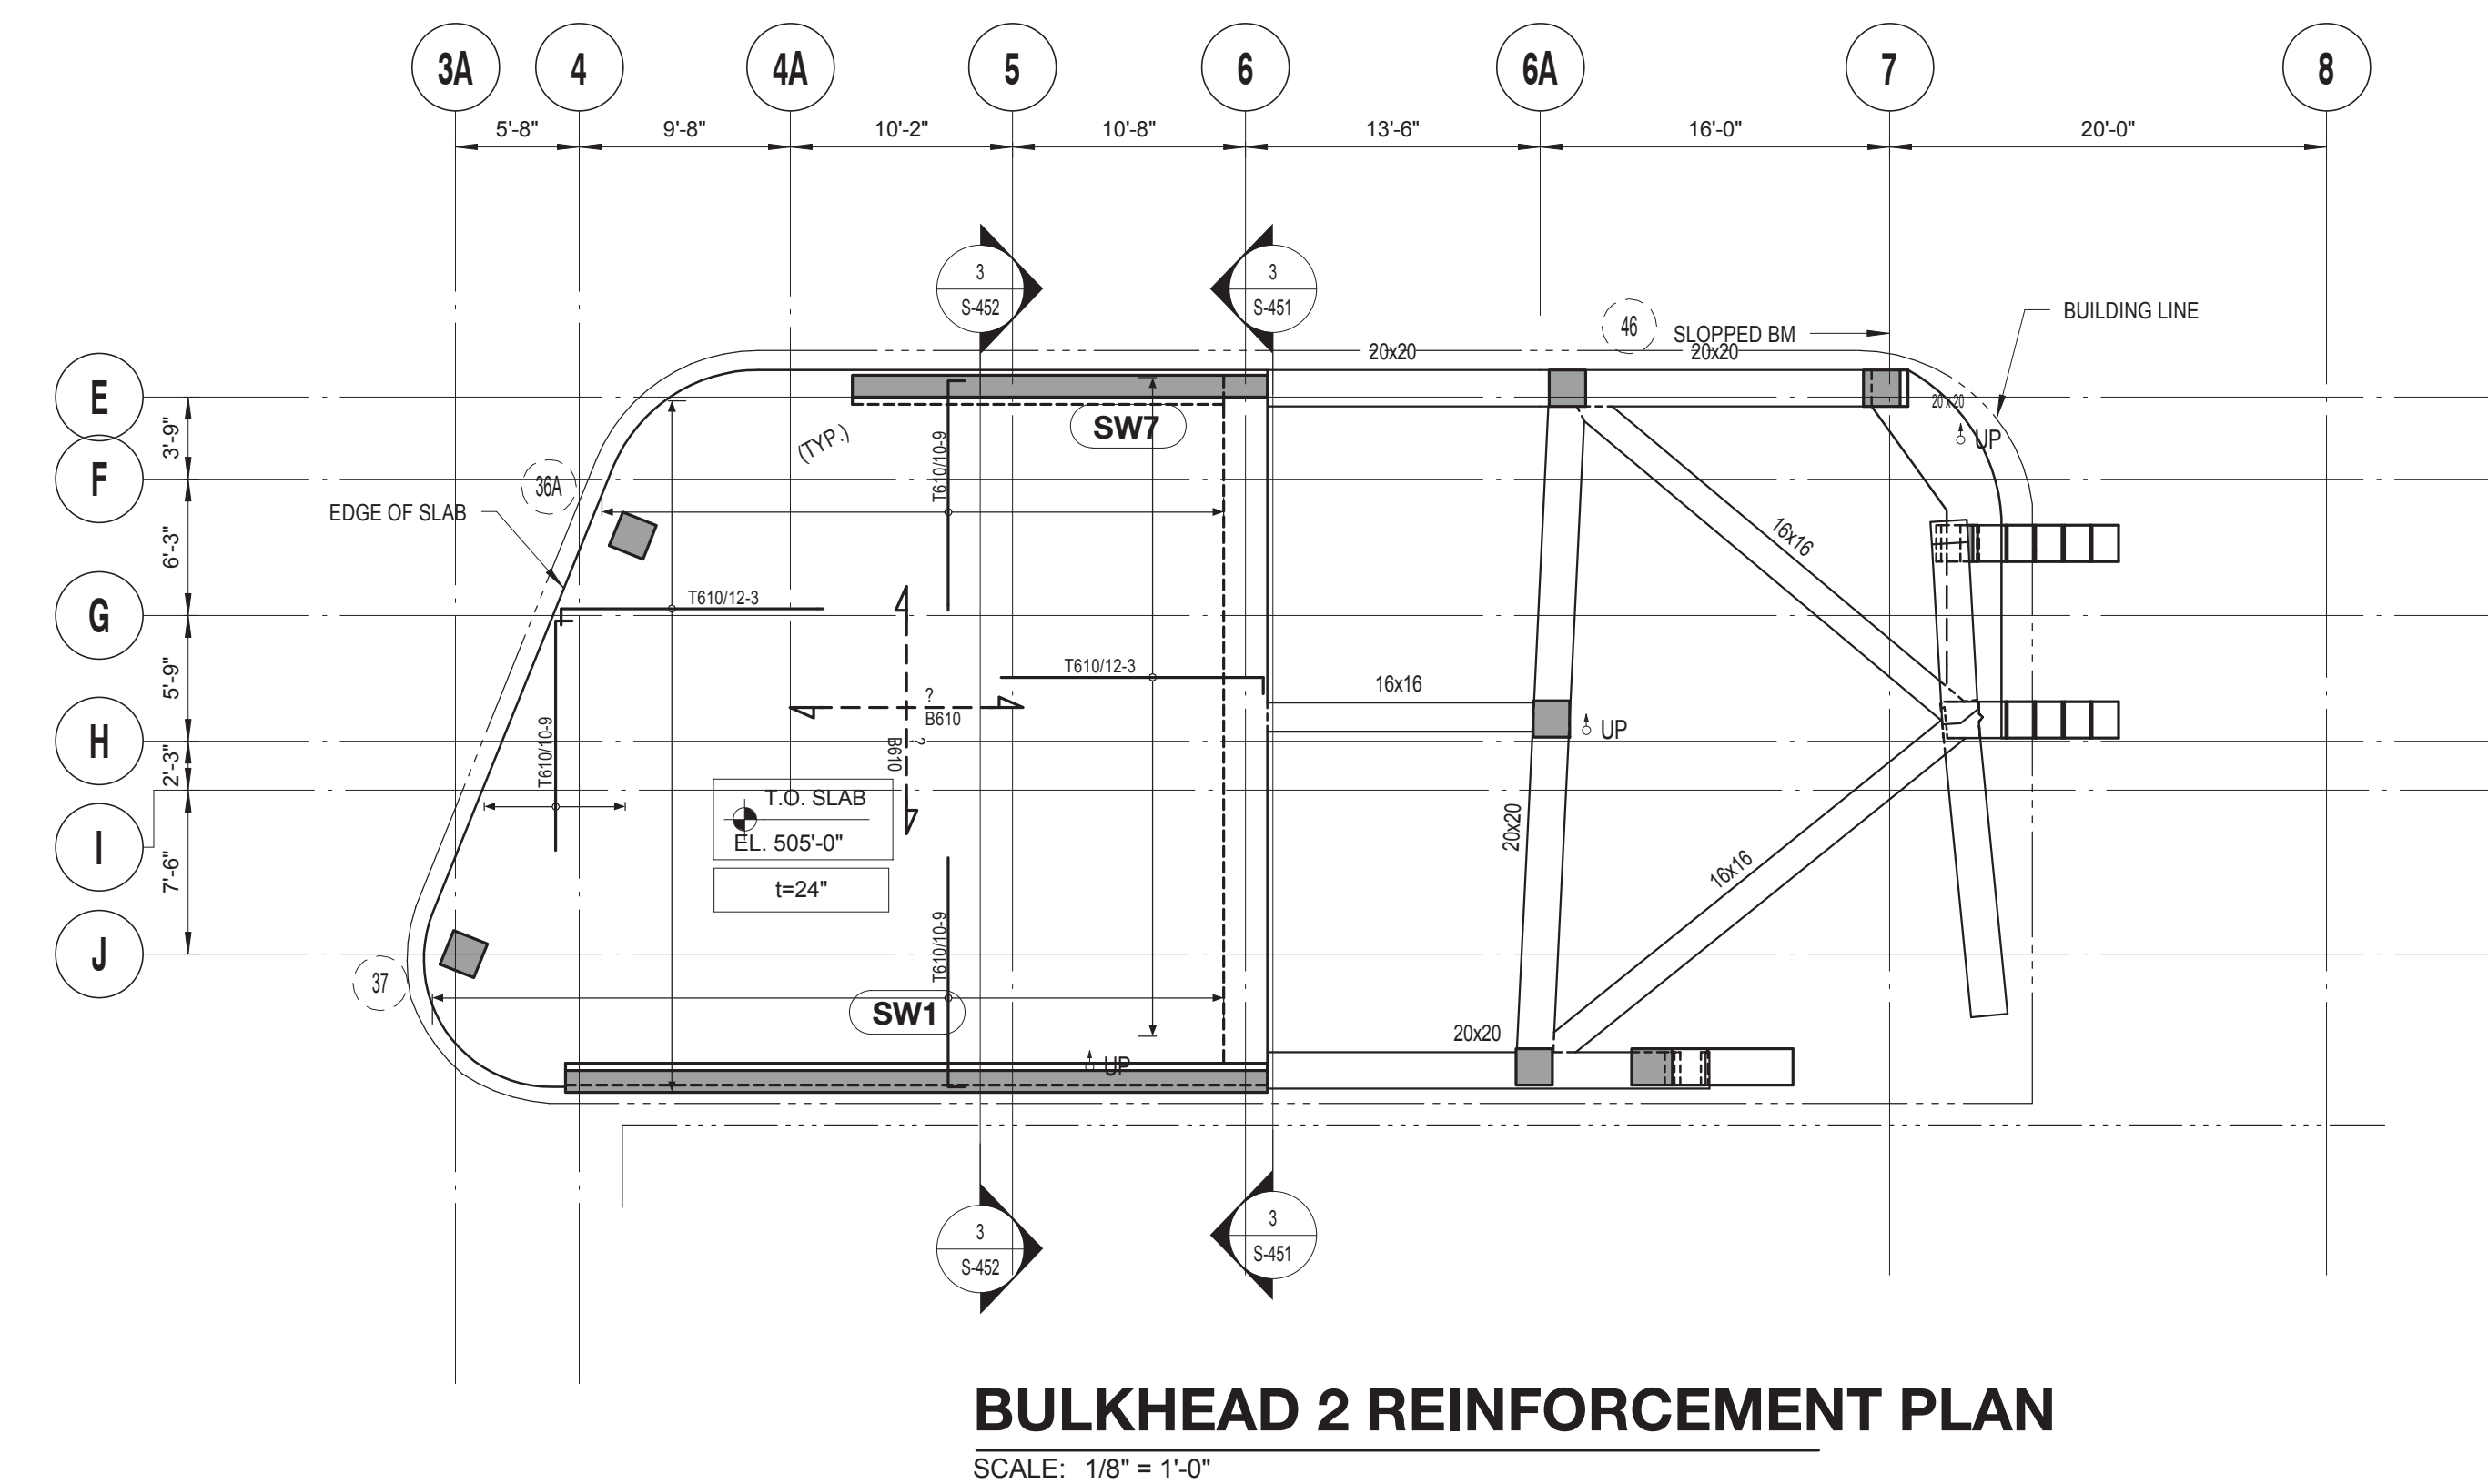 3A 4 4A 5 6 6A 7 8
5'-8" 9'-8" 10'-2" 10'-8" 13'-6" 16'-0" 20'-0"
3
S-452
3
S-451
46
SLOPPED BM
BUILDING LINE
20x20
20x20
E
3'-9"
SW7
(TYP.)
T610/10-9
20 x 20
UP
F
36A
EDGE OF SLAB
6'-3"
16x16
T610/12-3
G
5'-9"
T610/12-3
16x16
?
B610
?
B610
UP
H
2'-3"
T610/10-9
T.O. SLAB
EL. 505'-0"
20x20
I
7'-6"
t=24"
16x16
T610/10-9
J
37
SW1
20x20
UP
3
S-452
3
S-451
BULKHEAD 2 REINFORCEMENT PLAN
SCALE: 1/8" = 1'-0"